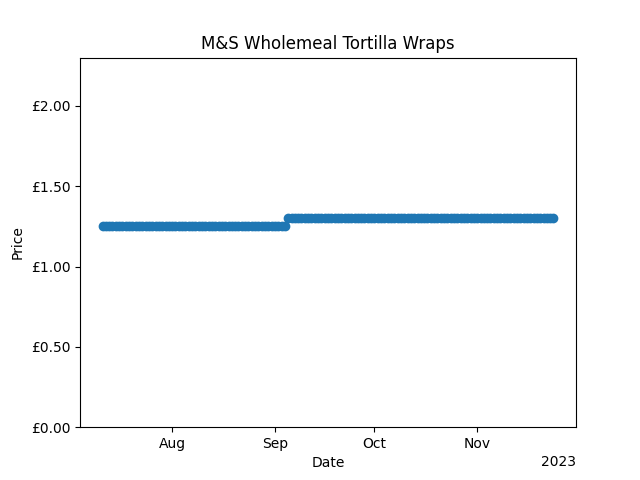 M&S Wholemeal Tortilla Wraps
£2.00
£1.50
£1.00
£0.50
£0.00
Price
Aug Sep Oct Nov
Date
2023